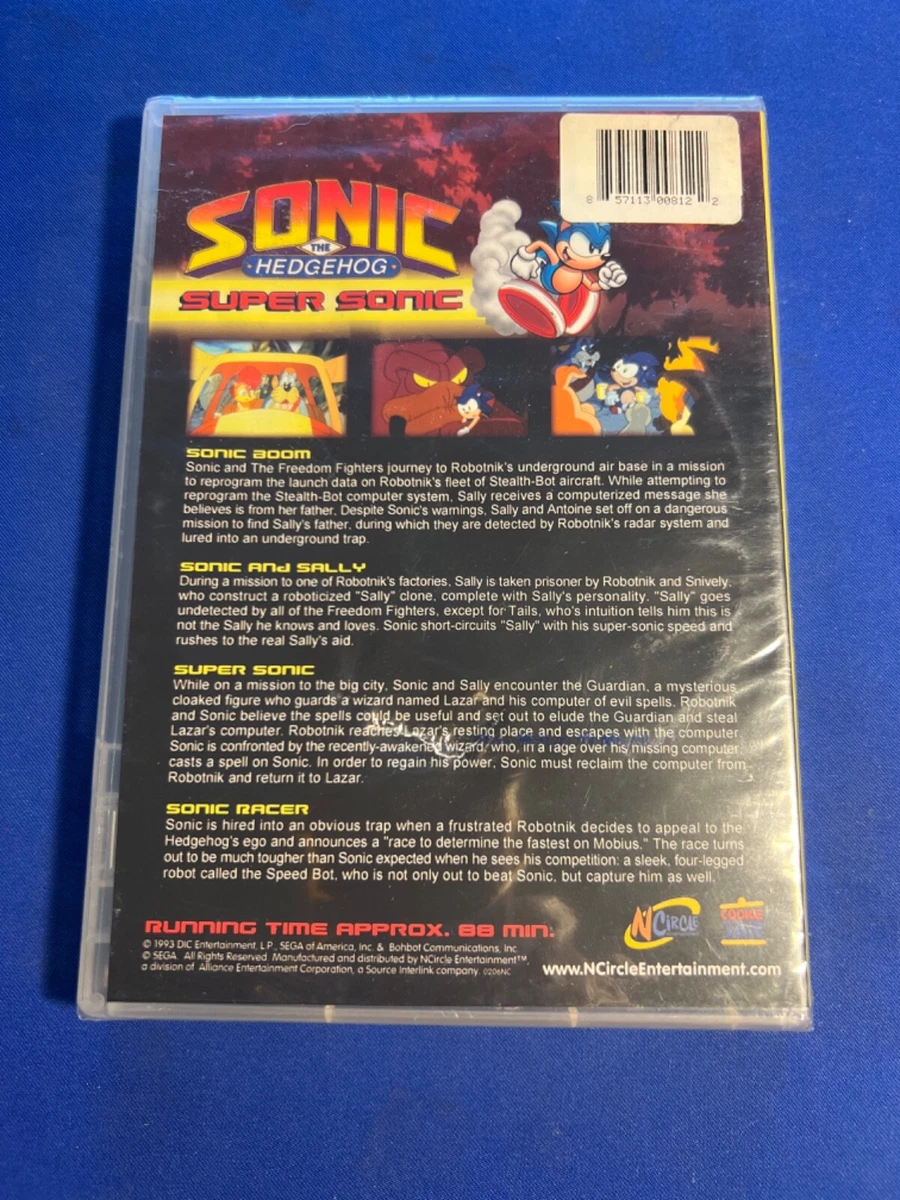 8 57113 00812 2
SONIC
THE
HEDGEHOG
SUPER SONIC
SONIC BOOM
Sonic and The Freedom Fighters journey to Robotnik's underground air base in a mission
to reprogram the launch data on Robotnik's fleet of Stealth-Bot aircraft. While attempting to
reprogram the Stealth-Bot computer system, Sally receives a computerized message she
believes is from her father. Despite Sonic's warnings, Sally and Antoine set off on a dangerous
mission to find Sally's father, during which they are detected by Robotnik's radar system and
lured into an underground trap.
SONIC AND SALLY
During a mission to one of Robotnik's factories, Sally is taken prisoner by Robotnik and Snively,
who construct a roboticized "Sally" clone, complete with Sally's personality. "Sally" goes
undetected by all of the Freedom Fighters, except for Tails, who's intuition tells him this is
not the Sally he knows and loves. Sonic short-circuits "Sally" with his super-sonic speed and
rushes to the real Sally's aid.
SUPER SONIC
While on a mission to the big city, Sonic and Sally encounter the Guardian, a mysterious
cloaked figure who guards a wizard named Lazar and his computer of evil spells. Robotnik
and Sonic believe the spells could be useful and set out to elude the Guardian and steal
Lazar's computer. Robotnik reaches Lazar's resting place and escapes with the computer.
Sonic is confronted by the recently-awakened wizard, who, in a rage over his missing computer
casts a spell on Sonic. In order to regain his power, Sonic must reclaim the computer from
Robotnik and return it to Lazar.
SONIC RACER
Sonic is hired into an obvious trap when a frustrated Robotnik decides to appeal to the
Hedgehog's ego and announces a "race to determine the fastest on Mobius." The race turns
out to be much tougher than Sonic expected when he sees his competition: a sleek, four-legged
robot called the Speed Bot, who is not only out to beat Sonic, but capture him as well.
RUNNING TIME APPROX. 88 MIN.
© 1993 DIC Entertainment, L.P., SEGA of America, Inc. & Bohbot Communications, Inc.
© SEGA. All Rights Reserved. Manufactured and distributed by NCircle Entertainment™,
a division of Alliance Entertainment Corporation, a Source Interlink company. 0206NC
NCIRCLE
COOKIE JAR
www.NCircleEntertainment.com